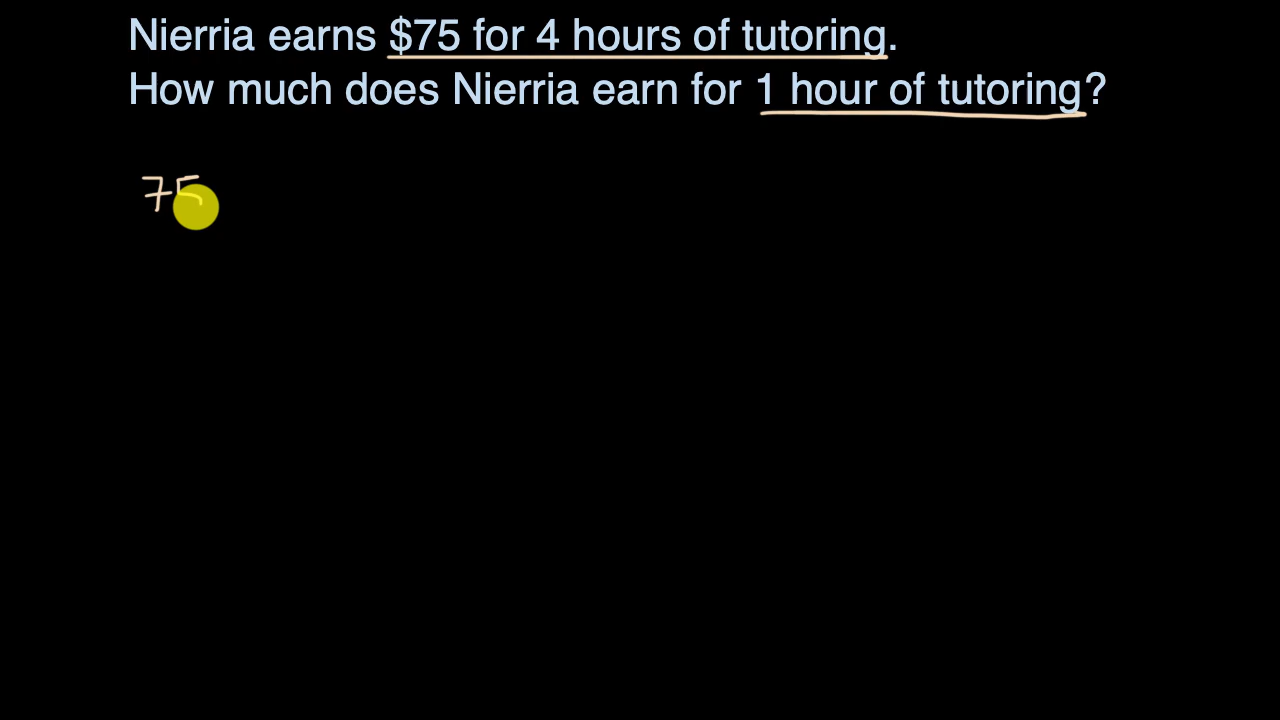 Nierria earns $75 for 4 hours of tutoring.
How much does Nierria earn for 1 hour of tutoring?
75